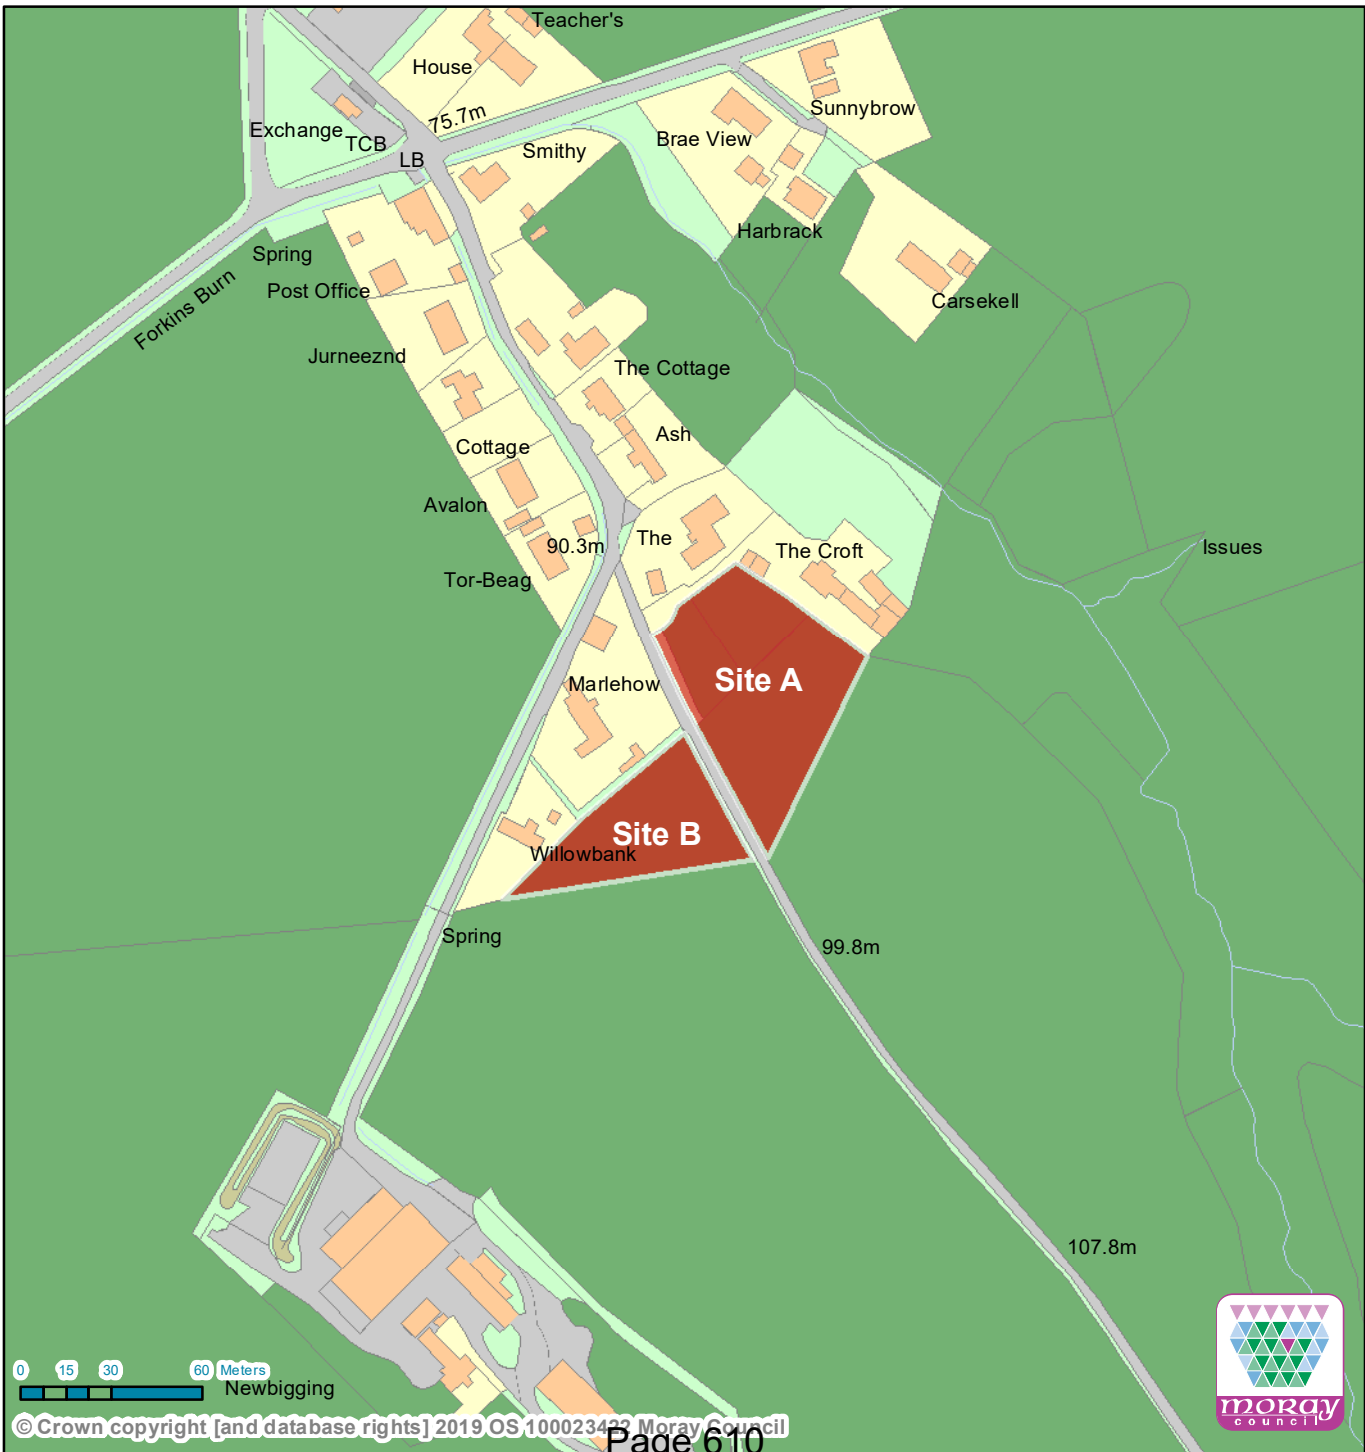 Teacher's
House
Sunnybrow
75.7m
Exchange
TCB
Brae View
Smithy
LB
Harbrack
Spring
Post Office
Forkins Burn
Carsekell
Jurneeznd
The Cottage
Ash
Cottage
Avalon
90.3m
The
The Croft
Issues
Tor-Beag
Marlehow
Site A
Site B
Willowbank
Spring
99.8m
107.8m
0 15 30 60 Meters
Newbigging
© Crown copyright [and database rights] 2019 OS 100023422 Moray Council
Page 610
moray
council